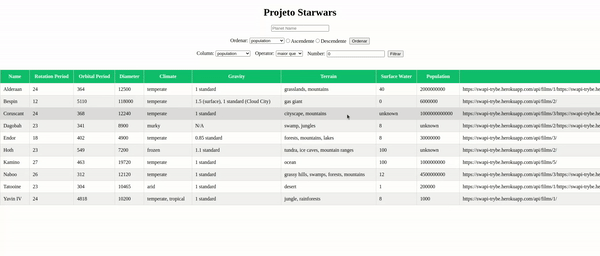 Projeto Starwars
Planet Name
Ordenar: population Ascendente Descendente Ordenar
Column: population Operator: maior que Number: 0 Filtrar
Name Rotation Period Orbital Period Diameter Climate Gravity Terrain Surface Water Population
Alderaan 24 364 12500 temperate 1 standard grasslands, mountains 40 2000000000 https://swapi-trybe.herokuapp.com/api/films/1/https://swapi-trybe.he
Bespin 12 5110 118000 temperate 1.5 (surface), 1 standard (Cloud City) gas giant 0 6000000 https://swapi-trybe.herokuapp.com/api/films/2/
Coruscant 24 368 12240 temperate 1 standard cityscape, mountains unknown 1000000000000 https://swapi-trybe.herokuapp.com/api/films/3/https://swapi-trybe.he
Dagobah 23 341 8900 murky N/A swamp, jungles 8 unknown https://swapi-trybe.herokuapp.com/api/films/2/https://swapi-trybe.he
Endor 18 402 4900 temperate 0.85 standard forests, mountains, lakes 8 30000000 https://swapi-trybe.herokuapp.com/api/films/3/
Hoth 23 549 7200 frozen 1.1 standard tundra, ice caves, mountain ranges 100 unknown https://swapi-trybe.herokuapp.com/api/films/2/
Kamino 27 463 19720 temperate 1 standard ocean 100 1000000000 https://swapi-trybe.herokuapp.com/api/films/5/
Naboo 26 312 12120 temperate 1 standard grassy hills, swamps, forests, mountains 12 4500000000 https://swapi-trybe.herokuapp.com/api/films/3/https://swapi-trybe.he
Tatooine 23 304 10465 arid 1 standard desert 1 200000 https://swapi-trybe.herokuapp.com/api/films/1/https://swapi-trybe.he
Yavin IV 24 4818 10200 temperate, tropical 1 standard jungle, rainforests 8 1000 https://swapi-trybe.herokuapp.com/api/films/1/